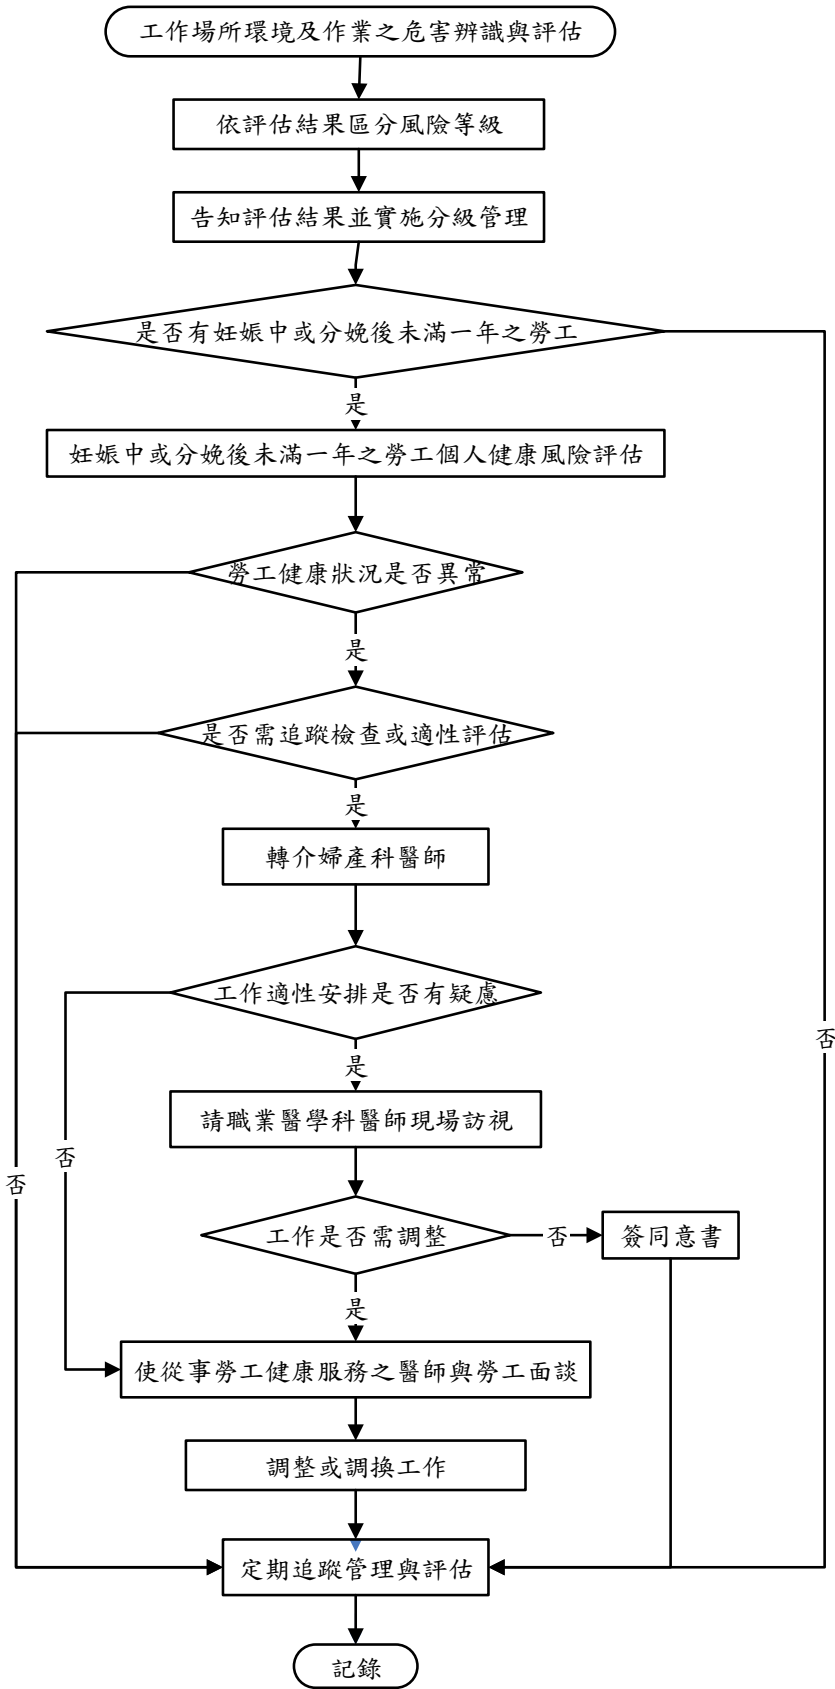 工作場所環境及作業之危害辨識與評估
依評估結果區分風險等級
告知評估結果並實施分級管理
是否有妊娠中或分娩後未滿一年之勞工
是
妊娠中或分娩後未滿一年之勞工個人健康風險評估
勞工健康狀況是否異常
是
是否需追蹤檢查或適性評估
是
轉介婦產科醫師
工作適性安排是否有疑慮
否
是
請職業醫學科醫師現場訪視
否
否
工作是否需調整
否
簽同意書
是
使從事勞工健康服務之醫師與勞工面談
調整或調換工作
定期追蹤管理與評估
記錄